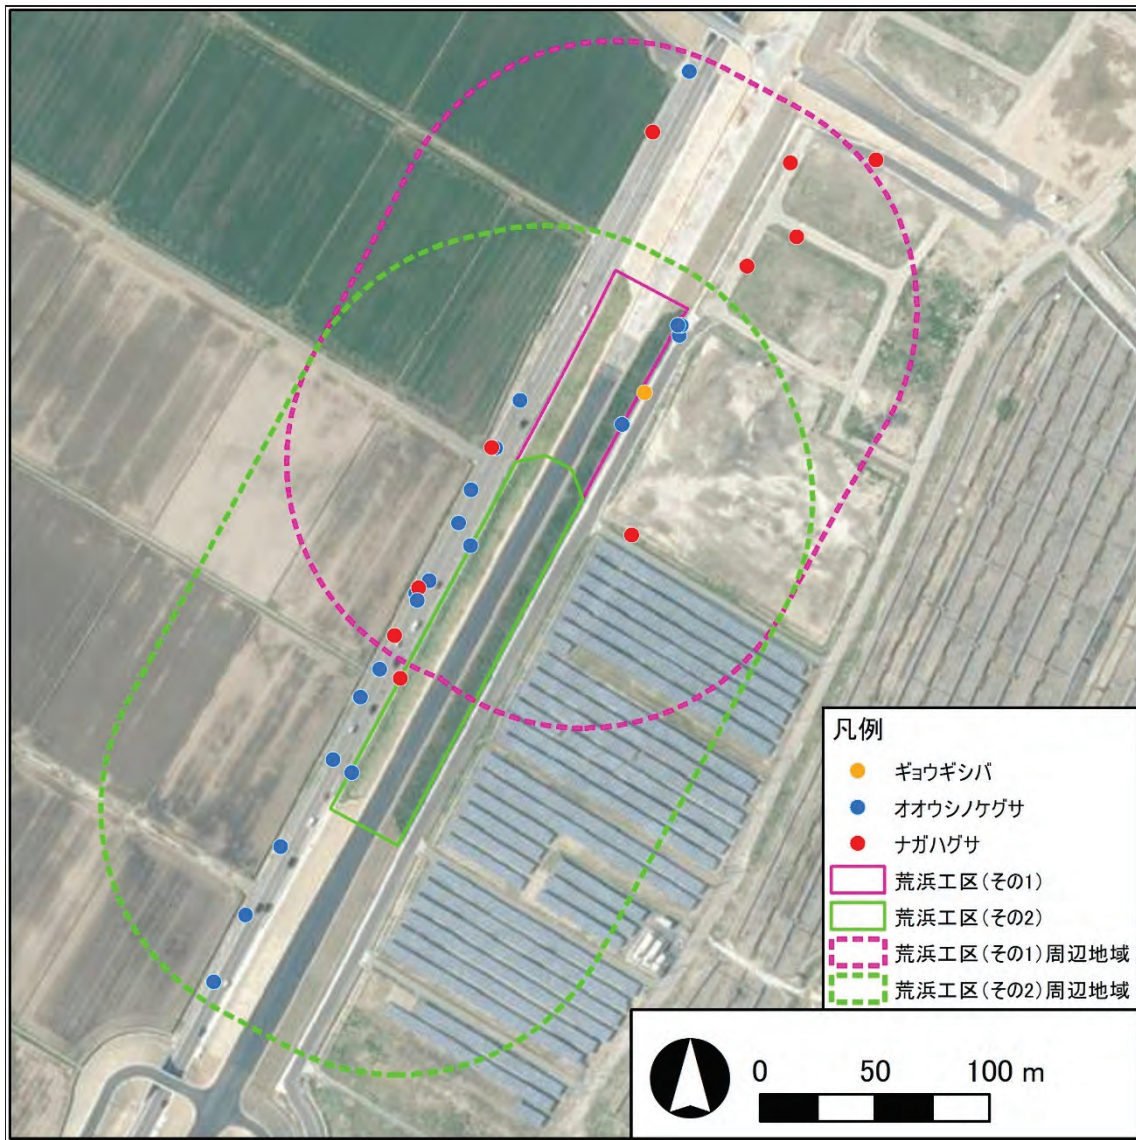 凡例
ギョウギシバ
オオウシノケグサ
ナガハグサ
荒浜工区(その1)
荒浜工区(その2)
荒浜工区(その1)周辺地域
荒浜工区(その2)周辺地域
0 50 100 m